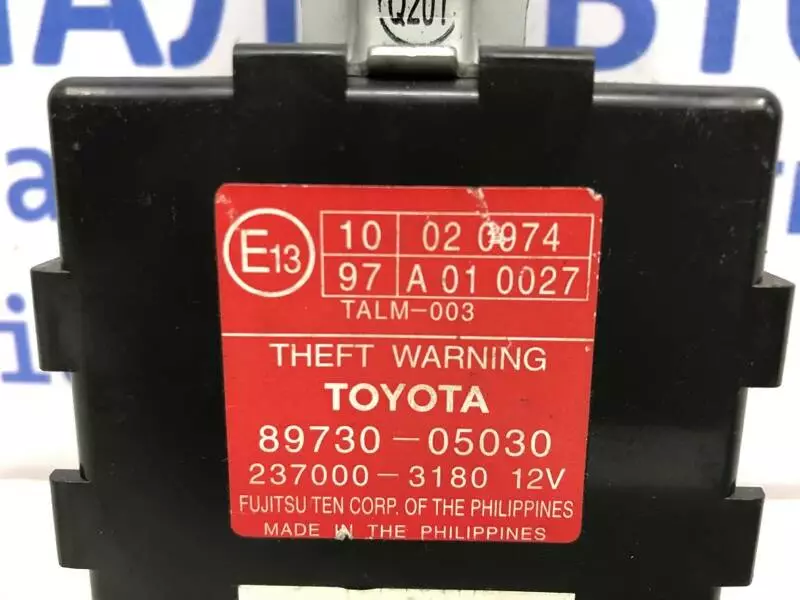 Q201
E13
10 02 0974
97 A 01 0027
TALM-003
THEFT WARNING
TOYOTA
89730-05030
237000-3180 12V
FUJITSU TEN CORP. OF THE PHILIPPINES
MADE IN THE PHILIPPINES